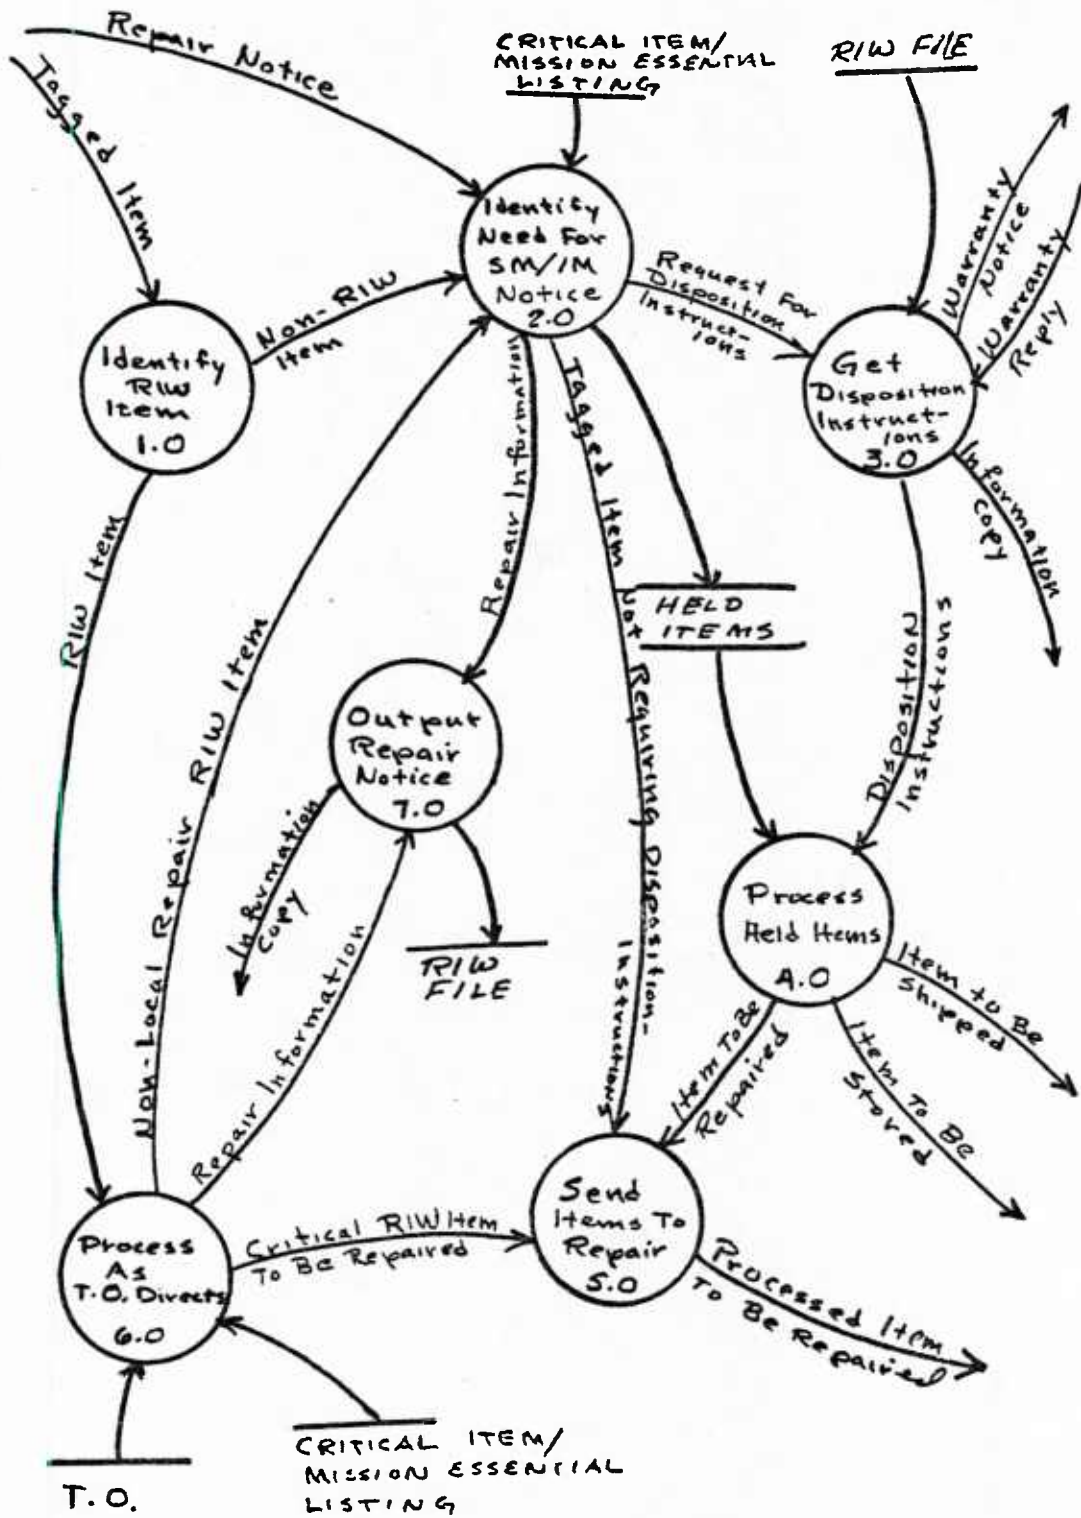 Repair Notice
Tagged Item
CRITICAL ITEM/
MISSION ESSENTIAL
LISTING
RIW FILE
Warranty
Notice
Warranty
Reply
Identify
Need For
SM/IM
Notice
2.0
Non-RIW
Item
Request For
Disposition
Instruct-
ions
Identify
RIW
Item
1.0
Get
Disposition
Instruct-
ions
3.0
Information
Copy
Repair Information
Tagged Item Not Requiring Disposition-
Instructions
RIW Item
Non-Local Repair RIW Item
HELD
ITEMS
DISPOSITION
Instructions
Output
Repair
Notice
7.0
Information
Copy
RIW
FILE
Repair Information
Process
Held Items
4.0
Item to Be
Shipped
Item To Be
Stored
Item To Be
Repaired
Process
As
T.O. Directs
6.0
Critical RIW Item
To Be Repaired
Send
Items To
Repair
5.0
Processed Item
To Be Repaired
T.O.
CRITICAL ITEM/
MISSION ESSENTIAL
LISTING